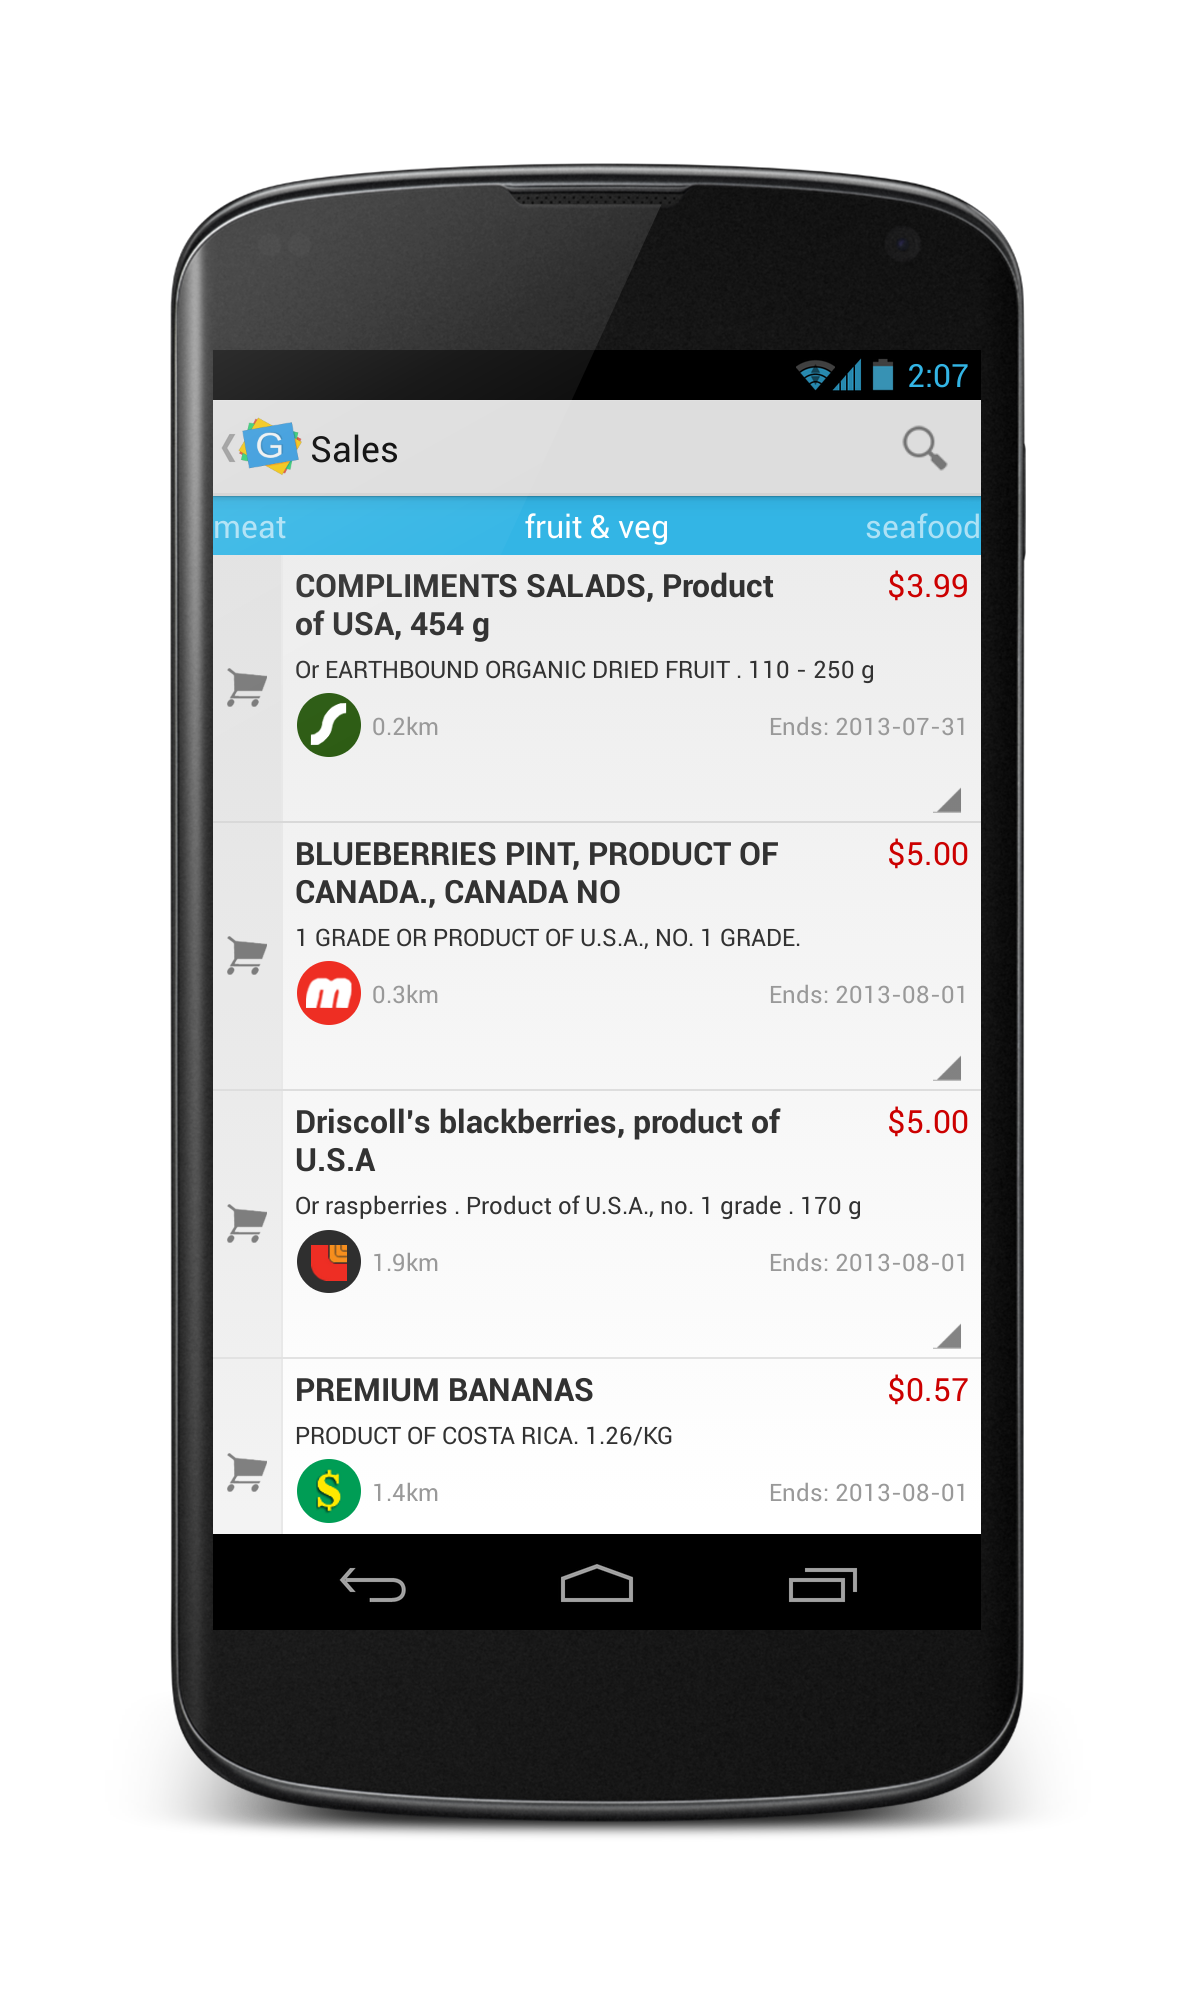 2:07
G Sales
meat fruit & veg seafood
COMPLIMENTS SALADS, Product $3.99
of USA, 454 g
Or EARTHBOUND ORGANIC DRIED FRUIT . 110 - 250 g
0.2km Ends: 2013-07-31
BLUEBERRIES PINT, PRODUCT OF $5.00
CANADA., CANADA NO
1 GRADE OR PRODUCT OF U.S.A., NO. 1 GRADE.
m 0.3km Ends: 2013-08-01
Driscoll's blackberries, product of $5.00
U.S.A
Or raspberries . Product of U.S.A., no. 1 grade . 170 g
1.9km Ends: 2013-08-01
PREMIUM BANANAS $0.57
PRODUCT OF COSTA RICA. 1.26/KG
$ 1.4km Ends: 2013-08-01